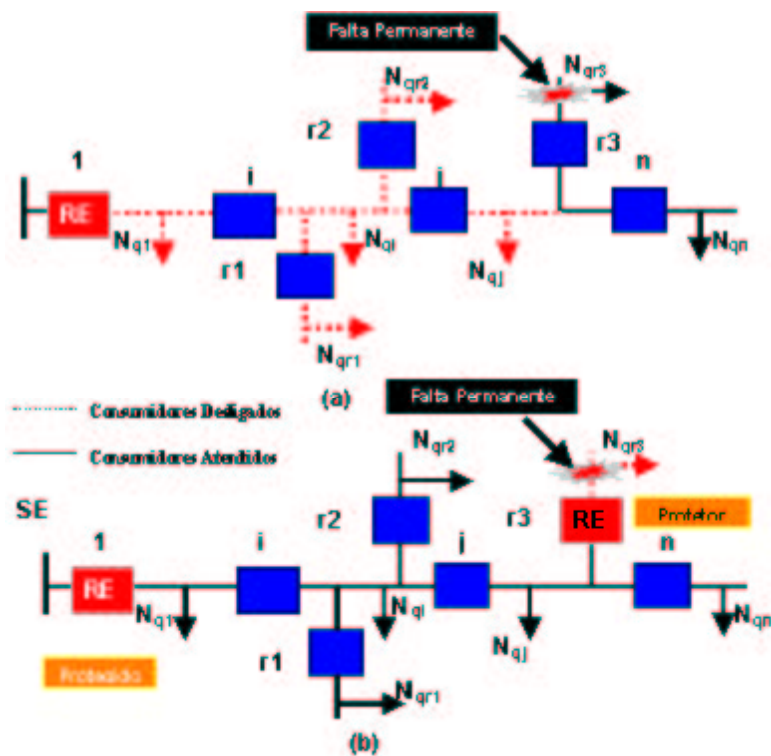 Falta Permanente
Nqr2
Nqr3
r2
r3
1
i
i
n
RE
Nq1
Nqi
Nqj
Nqn
r1
Nqr1
(a)
Falta Permanente
Consumidores Desligados
Consumidores Atendidos
Nqr2
Nqr3
SE
r2
r3
RE
Protetor
1
i
j
n
RE
Nq1
Nqi
Nqj
Nqn
Protegido
r1
Nqr1
(b)